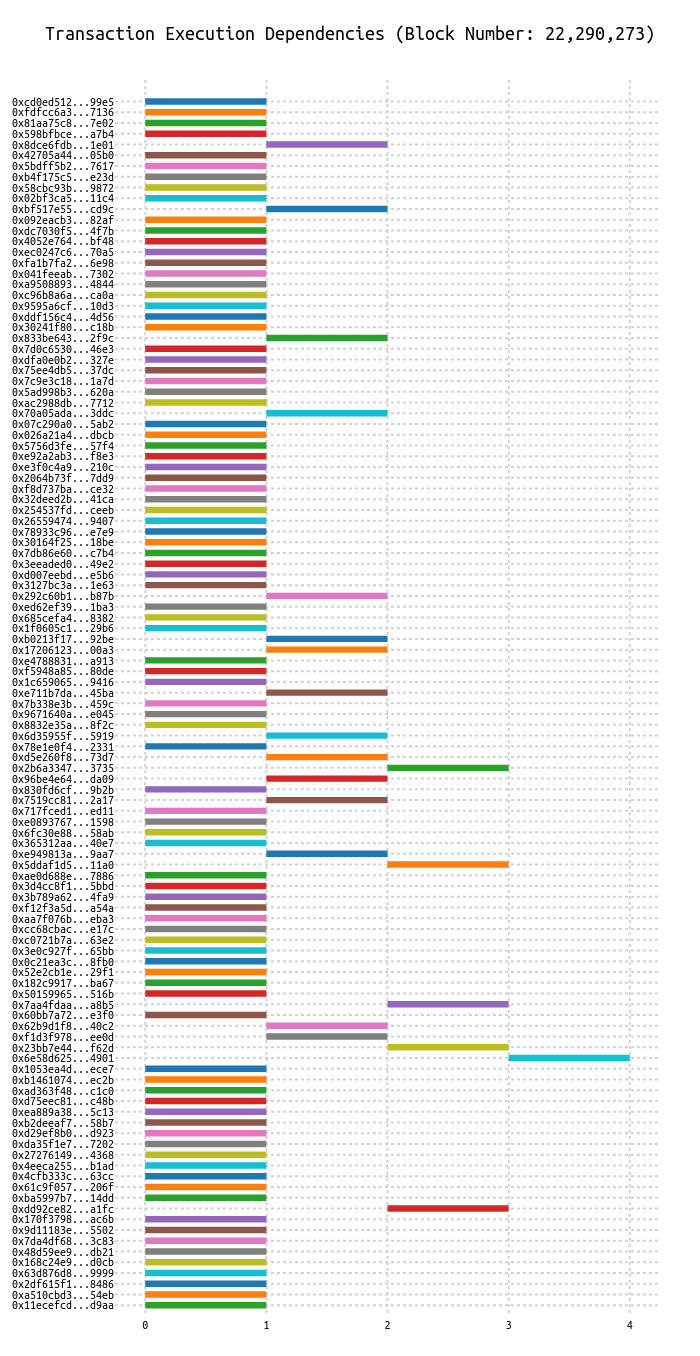 Transaction Execution Dependencies (Block Number: 22,290,273)
0xcd0ed512...99e5
0xfdfcc6a3...7136
0x81aa75c8...7e02
0x598bfbce...a7b4
0x8dce6fdb...1e01
0x42705a44...05b0
0x5bdff5b2...7617
0xb4f175c5...e23d
0x58cbc93b...9872
0x02bf3ca5...11c4
0xbf517e55...cd9c
0x092eacb3...82af
0xdc7030f5...4f7b
0x4052e764...bf48
0xec0247c6...70a5
0xfa1b7fa2...6e98
0x041feeab...7302
0xa9508893...4844
0xc96b8a6a...ca0a
0x9595a6cf...10d3
0xddf156c4...4d56
0x30241f80...c18b
0x833be643...2f9c
0x7d0c6530...46e3
0xdfa0e0b2...327e
0x75ee4db5...37dc
0x7c9e3c18...1a7d
0x5ad998b3...620a
0xac2988db...7712
0x70a05ada...3ddc
0x07c290a0...5ab2
0x026a21a4...dbcb
0x5756d3fe...57f4
0xe92a2ab3...f8e3
0xe3f0c4a9...210c
0x2064b73f...7dd9
0xf8d737ba...ce32
0x32deed2b...41ca
0x254537fd...ceeb
0x26559474...9407
0x78933c96...e7e9
0x30164f25...18be
0x7db86e60...c7b4
0x3eeaded0...49e2
0xd007eebd...e5b6
0x3127bc3a...1e63
0x292c60b1...b87b
0xed62ef39...1ba3
0x685cefa4...8382
0x1f0605c1...29b6
0xb0213f17...92be
0x17206123...00a3
0xe4788831...a913
0xf5948a85...80de
0x1c659065...9416
0xe711b7da...45ba
0x7b338e3b...459c
0x9671640a...e045
0x8832e35a...8f2c
0x6d35955f...5919
0x78e1e0f4...2331
0xd5e260f8...73d7
0x2b6a3347...3735
0x96be4e64...da09
0x830fd6cf...9b2b
0x7519cc81...2a17
0x717fced1...ed11
0xe0893767...1598
0x6fc30e88...58ab
0x365312aa...40e7
0xe949813a...9aa7
0x5ddaf1d5...11a0
0xae0d688e...7886
0x3d4cc8f1...5bbd
0x3b789a62...4fa9
0xf12f3a5d...a54a
0xaa7f076b...eba3
0xcc68cbac...e17c
0xc0721b7a...63e2
0x3e0c927f...65bb
0x0c21ea3c...8fb0
0x52e2cb1e...29f1
0x182c9917...ba67
0x50159965...516b
0x7aa4fdaa...a8b5
0x60bb7a72...e3f0
0x62b9d1f8...40c2
0xf1d3f978...ee0d
0x23bb7e44...f62d
0x6e58d625...4901
0x1053ea4d...ece7
0xb1461074...ec2b
0xad363f48...c1c0
0xd75eec81...c48b
0xea889a38...5c13
0xb2deeaf7...58b7
0xd29ef8b0...d923
0xda35f1e7...7202
0x27276149...4368
0x4eeca255...b1ad
0x4cfb333c...63cc
0x61c9f057...206f
0xba5997b7...14dd
0xdd92ce82...a1fc
0x170f3798...ac6b
0x9d11183e...5502
0x7da4df68...3c83
0x48d59ee9...db21
0x168c24e9...d0cb
0x63d876d8...9999
0x2df615f1...8486
0xa510cbd3...54eb
0x11ecefcd...d9aa
0 1 2 3 4